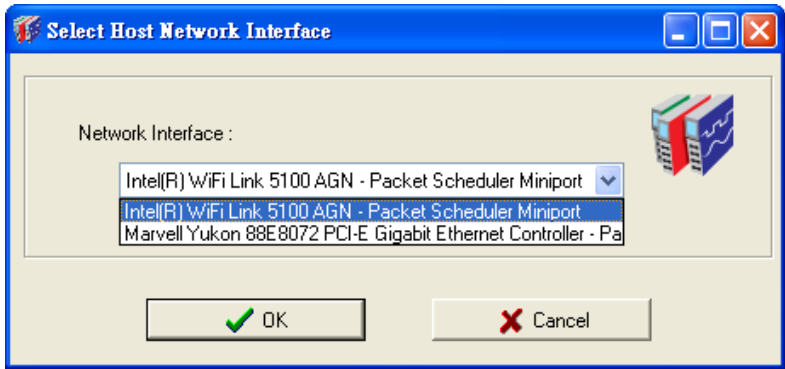 Select Host Network Interface
Network Interface :
Intel(R) WiFi Link 5100 AGN - Packet Scheduler Miniport
Intel(R) WiFi Link 5100 AGN - Packet Scheduler Miniport
Marvell Yukon 88E8072 PCI-E Gigabit Ethernet Controller - Pa
OK
Cancel